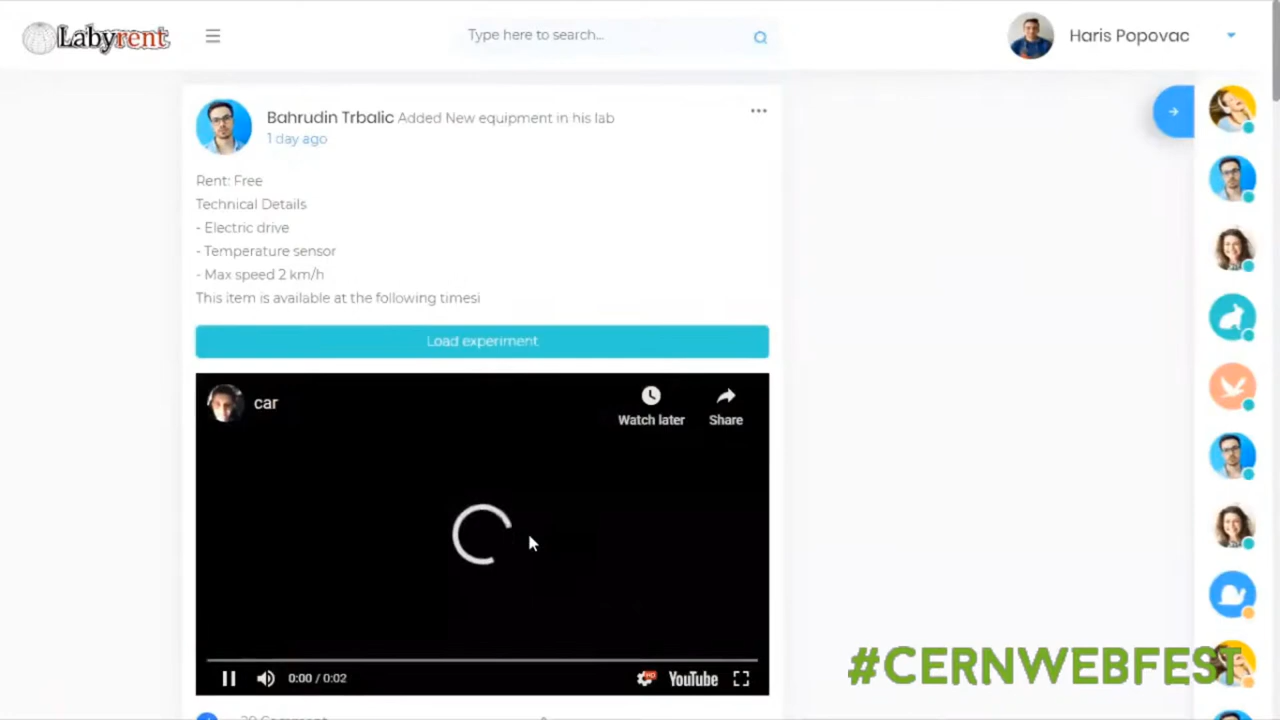 Labyrent
Type here to search...
Haris Popovac
Bahrudin Trbalic Added New equipment in his lab
1 day ago
Rent: Free
Technical Details
- Electric drive
- Temperature sensor
- Max speed 2 km/h
This item is available at the following timesi
Load experiment
car
Watch later
Share
0:00 / 0:02
HD
YouTube
#CERNWEBFEST